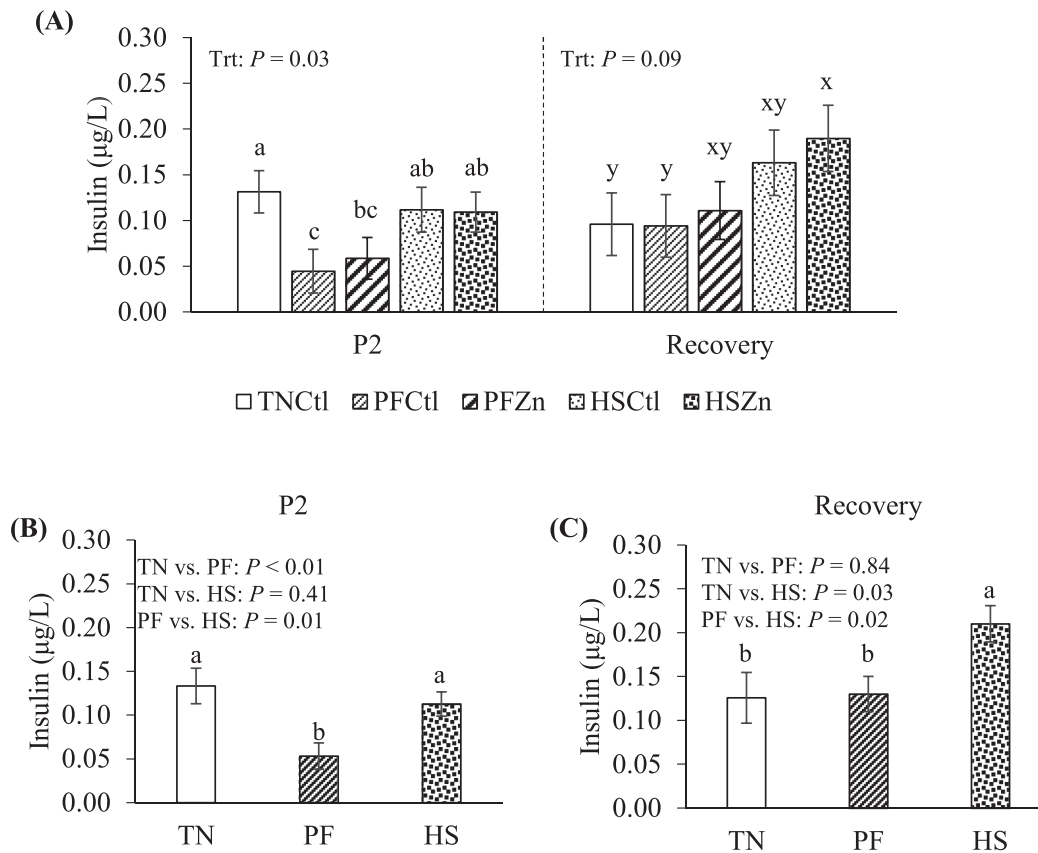 (A)
Insulin (µg/L)
0.30
0.25
0.20
0.15
0.10
0.05
0.00
Trt: P = 0.03
Trt: P = 0.09
a
c
bc
ab
ab
y
y
xy
xy
x
P2
Recovery
TNCtl PFCtl PFZn HSCtl HSZn
P2
(B)
Insulin (µg/L)
0.30
0.25
0.20
0.15
0.10
0.05
0.00
TN vs. PF: P < 0.01
TN vs. HS: P = 0.41
PF vs. HS: P = 0.01
a
b
a
TN PF HS
Recovery
(C)
Insulin (µg/L)
0.30
0.25
0.20
0.15
0.10
0.05
0.00
TN vs. PF: P = 0.84
TN vs. HS: P = 0.03
PF vs. HS: P = 0.02
b
b
a
TN PF HS